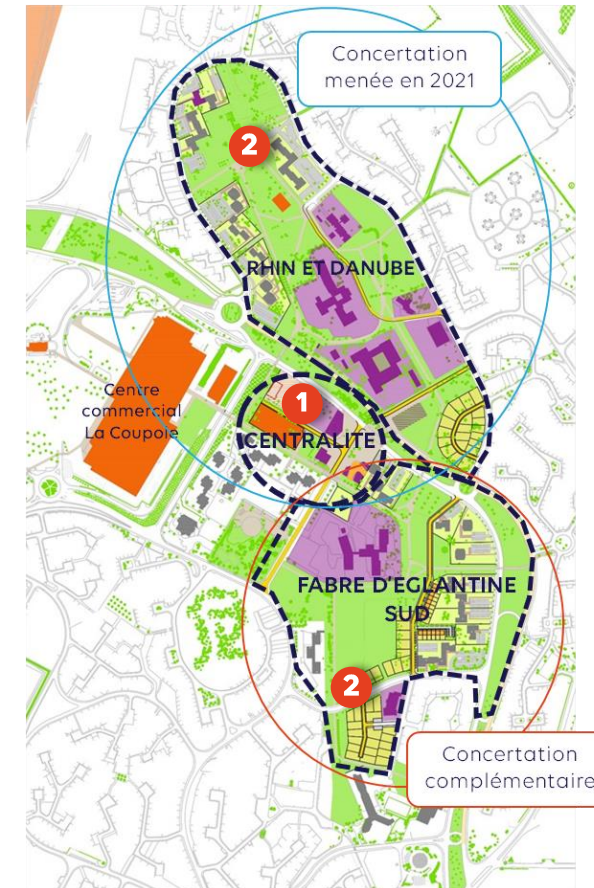 Concertation
menée en 2021
2
RHIN ET DANUBE
Centre
commercial
La Coupole
1
CENTRALITE
FABRE D'EGLANTINE
SUD
2
Concertation
complémentaire